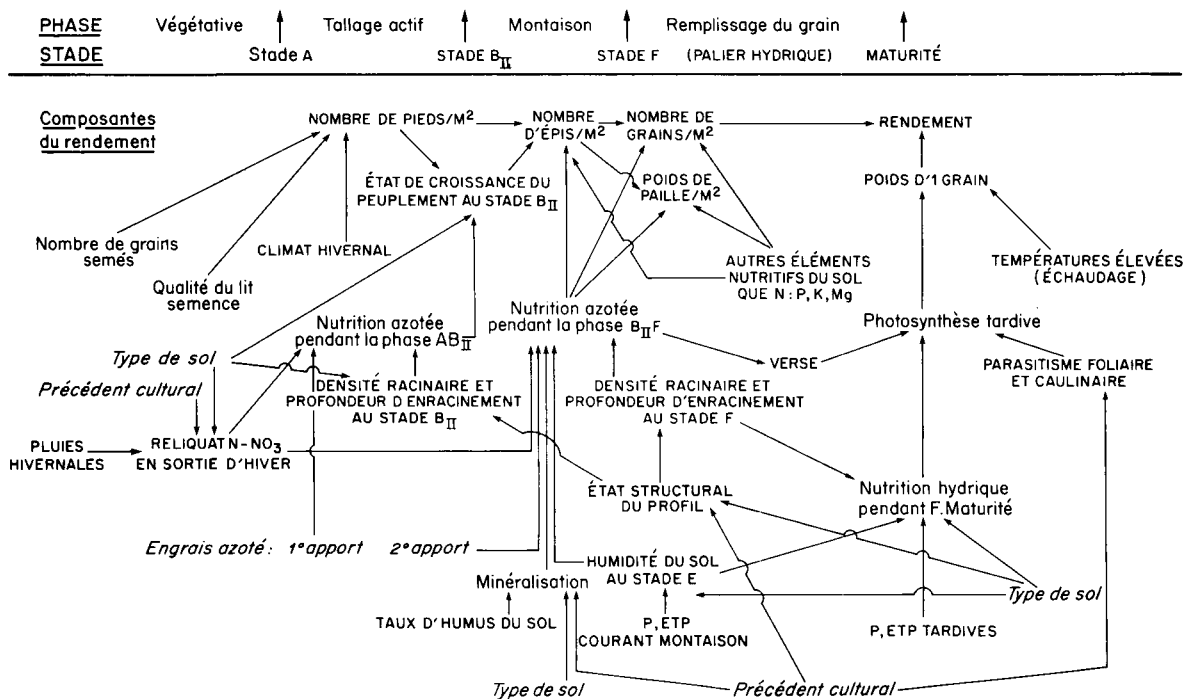 PHASE Végétative Tallage actif Montaison Remplissage du grain
STADE Stade A STADE BII STADE F (PALIER HYDRIQUE) MATURITÉ
Composantes
du rendement
NOMBRE DE PIEDS/M²
NOMBRE
D'ÉPIS/M²
NOMBRE DE
GRAINS/M²
RENDEMENT
ÉTAT DE CROISSANCE DU
PEUPLEMENT AU STADE BII
POIDS DE
PAILLE/M²
POIDS D'1 GRAIN
Nombre de grains
semés
CLIMAT HIVERNAL
Qualité du lit
semence
AUTRES ÉLÉMENTS
NUTRITIFS DU SOL
QUE N : P, K, Mg
TEMPÉRATURES ÉLEVÉES
(ÉCHAUDAGE)
Nutrition azotée
pendant la phase ABII
Nutrition azotée
pendant la phase BIIF
Photosynthèse tardive
Type de sol
VERSE
Précédent cultural
DENSITÉ RACINAIRE ET
PROFONDEUR D ENRACINEMENT
AU STADE BII
DENSITÉ RACINAIRE ET
PROFONDEUR D'ENRACINEMENT
AU STADE F
PARASITISME FOLIAIRE
ET CAULINAIRE
PLUIES
HIVERNALES
RELIQUAT N-NO3
EN SORTIE D'HIVER
ÉTAT STRUCTURAL
DU PROFIL
Nutrition hydrique
pendant F. Maturité
Engrais azoté : 1° apport 2° apport
HUMIDITÉ DU SOL
AU STADE E
Minéralisation
Type de sol
TAUX D'HUMUS DU SOL
P, ETP
COURANT MONTAISON
P, ETP TARDIVES
Type de sol
Précédent cultural